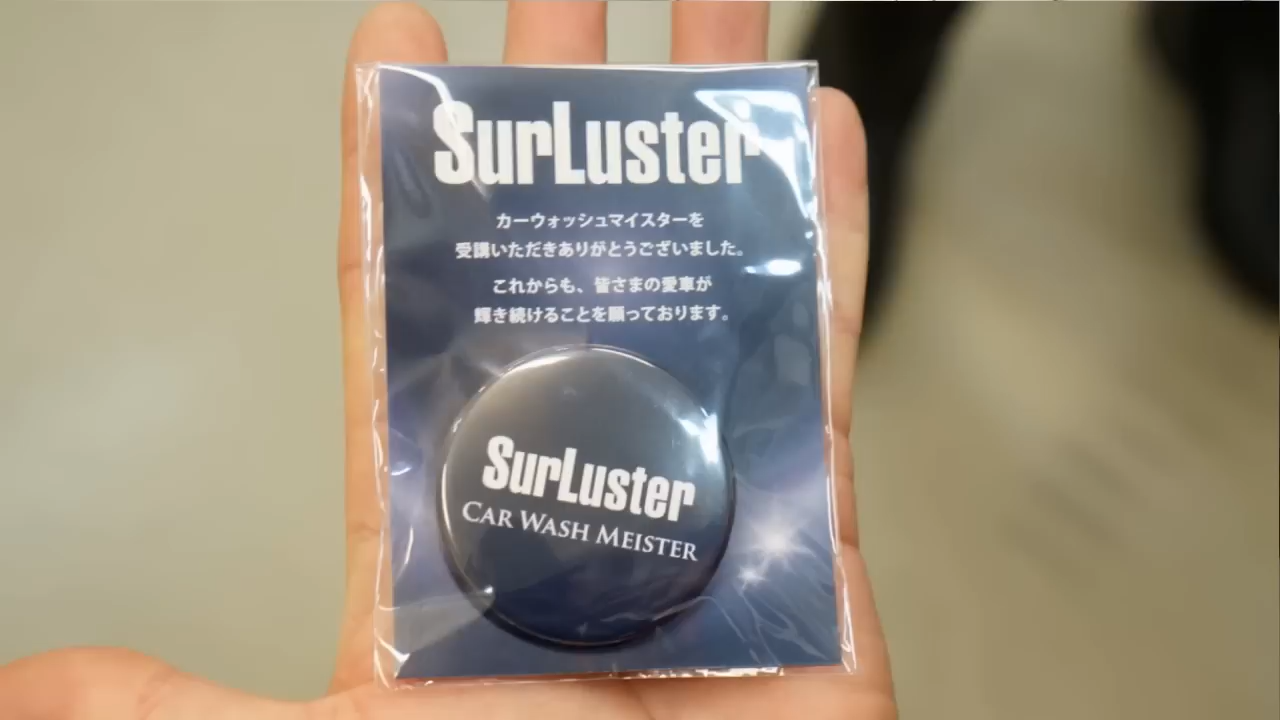 SurLuster
カーウォッシュマイスターを
受講いただきありがとうございました。
これからも、皆さまの愛車が
輝き続けることを願っております。
SurLuster
CAR WASH MEISTER